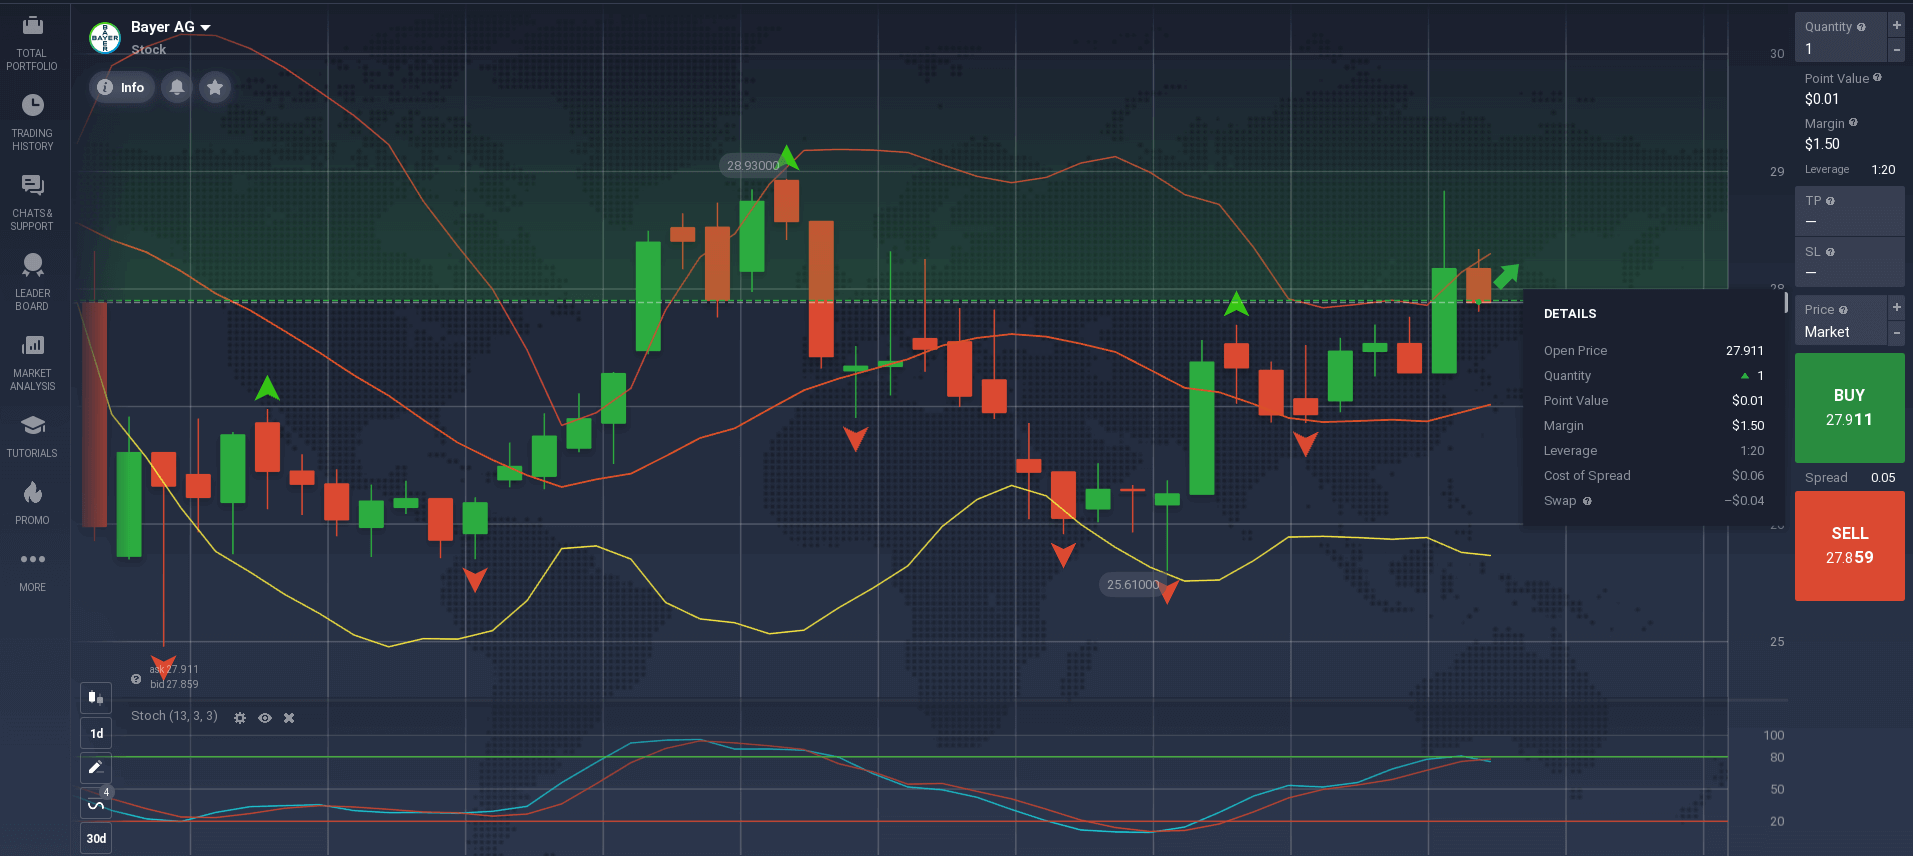 TOTAL
PORTFOLIO
TRADING
HISTORY
CHATS &
SUPPORT
LEADER
BOARD
MARKET
ANALYSIS
TUTORIALS
PROMO
MORE
BAYER
BAYER
Bayer AG
Stock
Info
28.93000
25.61000
ask 27.911
bid 27.859
Stoch (13, 3, 3)
1d
4
30d
30
29
28
25
100
80
50
20
DETAILS
Open Price 27.911
Quantity 1
Point Value $0.01
Margin $1.50
Leverage 1:20
Cost of Spread $0.06
Swap –$0.04
Quantity
1
Point Value
$0.01
Margin
$1.50
Leverage 1:20
TP
—
SL
—
Price
Market
BUY
27.911
Spread 0.05
SELL
27.859